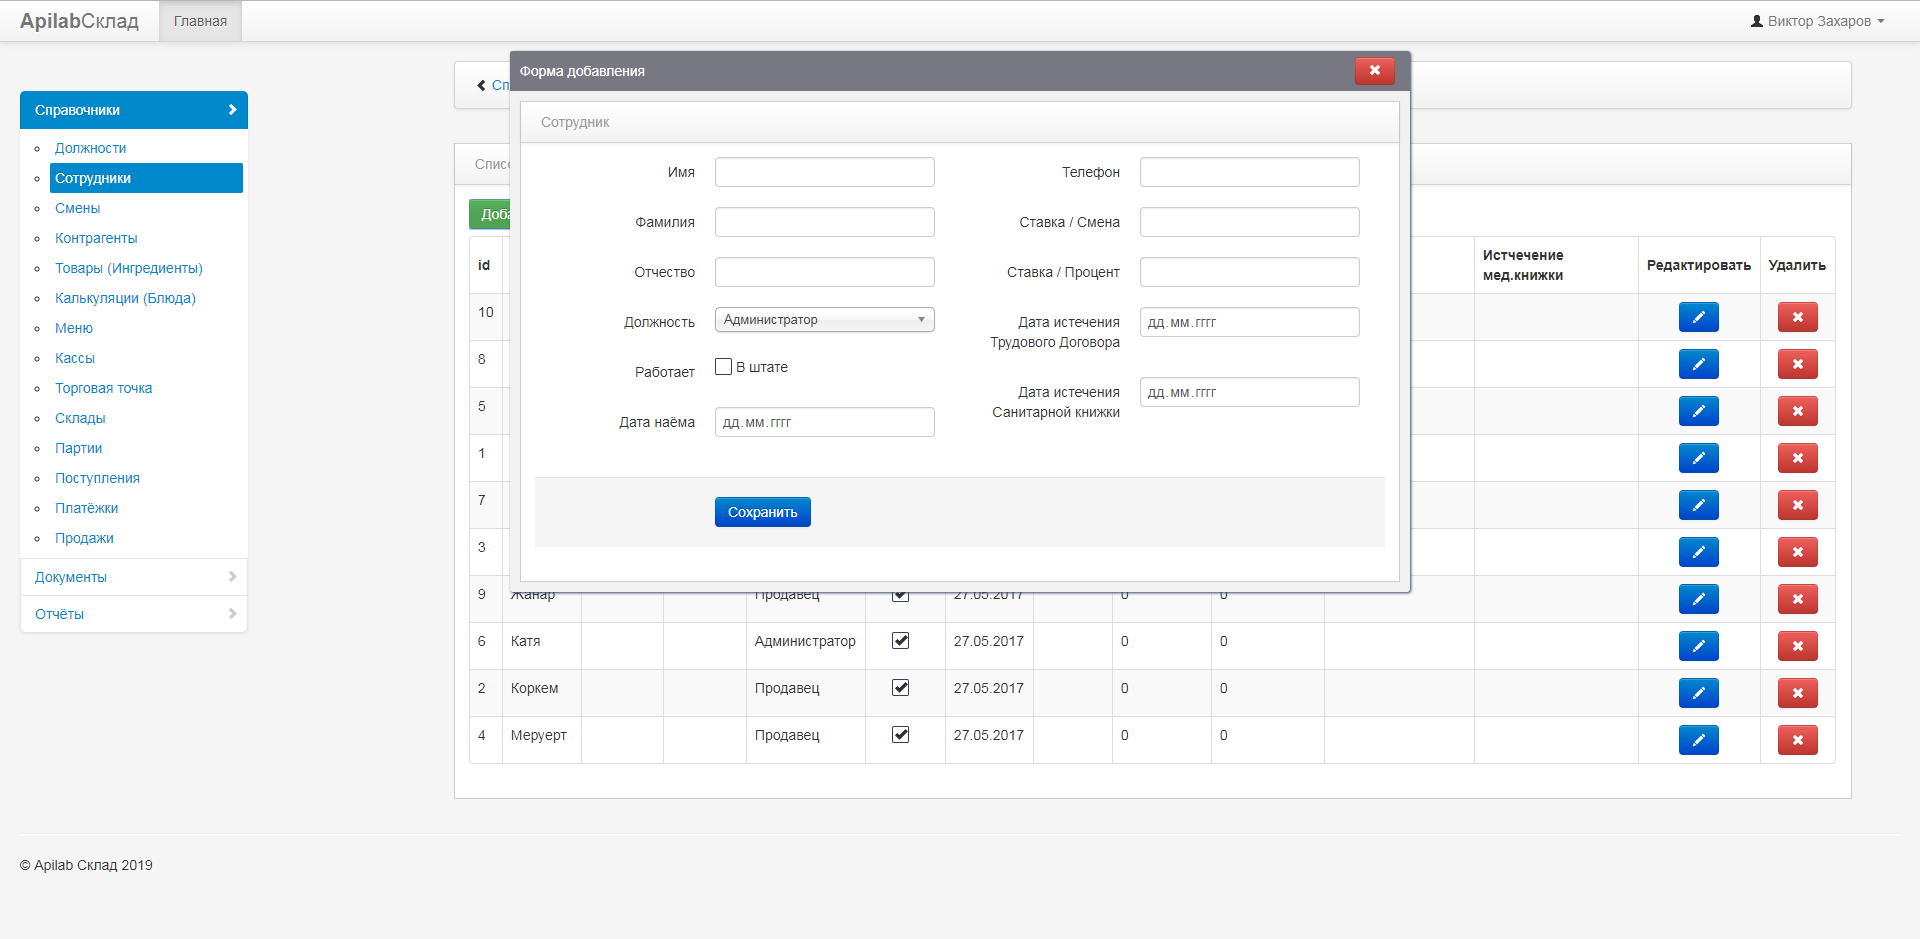 ApilabСклад
Главная
Виктор Захаров
Справочники
Должности
Сотрудники
Смены
Контрагенты
Товары (Ингредиенты)
Калькуляции (Блюда)
Меню
Кассы
Торговая точка
Склады
Партии
Поступления
Платёжки
Продажи
Документы
Отчёты
Форма добавления
Сотрудник
Имя
Фамилия
Отчество
Должность Администратор
Работает В штате
Дата наёма дд.мм.гггг
Телефон
Ставка / Смена
Ставка / Процент
Дата истечения
Трудового Договора
дд.мм.гггг
Дата истечения
Санитарной книжки
дд.мм.гггг
Сохранить
id
Истчечение
мед.книжки
Редактировать
Удалить
10
8
5
1
7
3
9 Жанар Продавец 27.05.2017 0 0
6 Катя Администратор 27.05.2017 0 0
2 Коркем Продавец 27.05.2017 0 0
4 Меруерт Продавец 27.05.2017 0 0
© Apilab Склад 2019